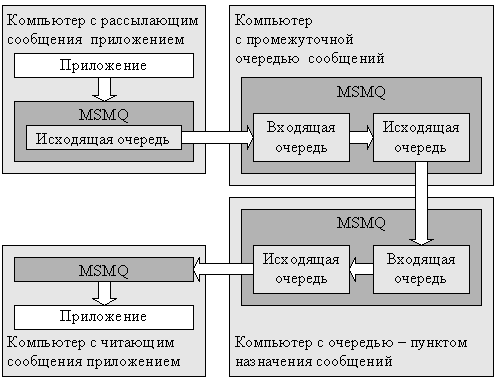 Компьютер с рассылающим
сообщения приложением
Приложение
MSMQ
Исходящая очередь
Компьютер
с промежуточной
очередью сообщений
MSMQ
Входящая
очередь
Исходящая
очередь
MSMQ
Исходящая
очередь
Входящая
очередь
Компьютер с очередью – пунктом
назначения сообщений
MSMQ
Приложение
Компьютер с читающим
сообщения приложением